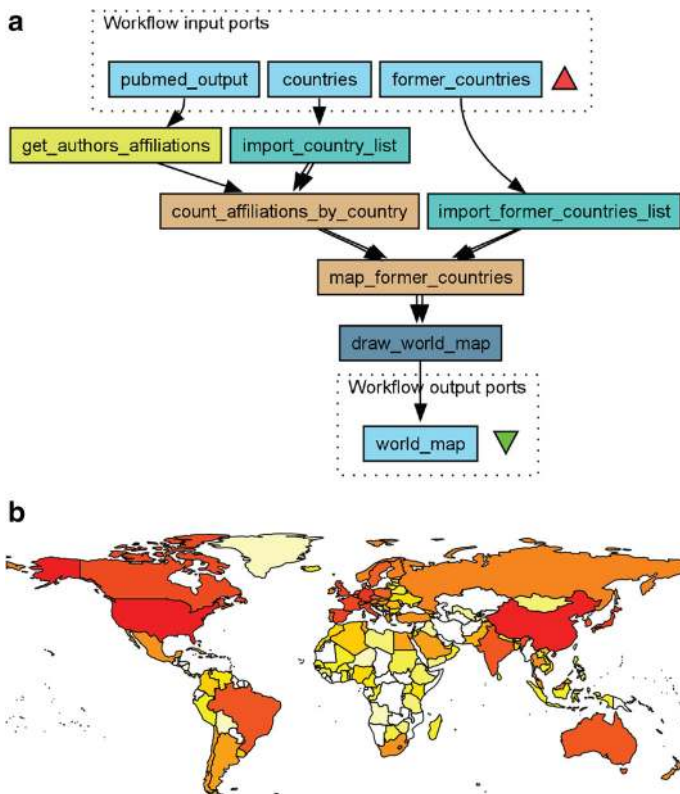 a
Workflow input ports
pubmed_output countries former_countries
get_authors_affiliations import_country_list
count_affiliations_by_country import_former_countries_list
map_former_countries
draw_world_map
Workflow output ports
world_map
b